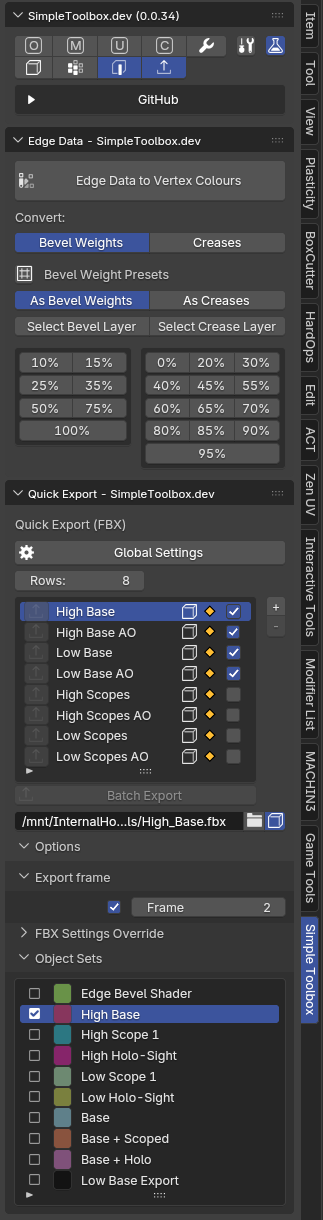 SimpleToolbox.dev (0.0.34)
O M U C
GitHub
Edge Data - SimpleToolbox.dev
Edge Data to Vertex Colours
Convert:
Bevel Weights Creases
Bevel Weight Presets
As Bevel Weights As Creases
Select Bevel Layer Select Crease Layer
10% 15% 0% 20% 30%
25% 35% 40% 45% 55%
50% 75% 60% 65% 70%
100% 80% 85% 90%
95%
Quick Export - SimpleToolbox.dev
Quick Export (FBX)
Global Settings
Rows: 8
High Base
High Base AO
Low Base
Low Base AO
High Scopes
High Scopes AO
Low Scopes
Low Scopes AO
Batch Export
/mnt/InternalHo...ls/High_Base.fbx
Options
Export frame
Frame 2
FBX Settings Override
Object Sets
Edge Bevel Shader
High Base
High Scope 1
High Holo-Sight
Low Scope 1
Low Holo-Sight
Base
Base + Scoped
Base + Holo
Low Base Export
Item
Tool
View
Plasticity
BoxCutter
HardOps
Edit
ACT
Zen UV
Interactive Tools
Modifier List
MACHIN3
Game Tools
Simple Toolbox